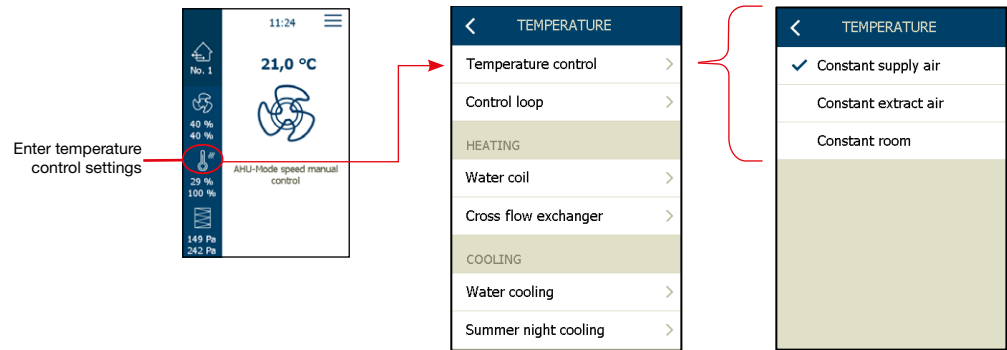 Enter temperature
control settings
11:24
No. 1
21,0 °C
40 %
40 %
AHU-Mode speed manual
control
29 %
100 %
149 Pa
242 Pa
TEMPERATURE
Temperature control
Control loop
HEATING
Water coil
Cross flow exchanger
COOLING
Water cooling
Summer night cooling
TEMPERATURE
Constant supply air
Constant extract air
Constant room